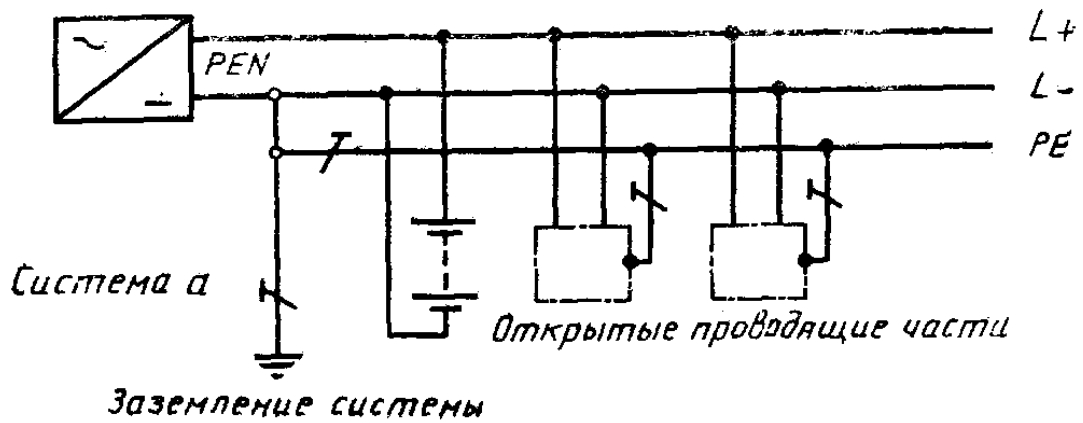 L+
PEN
L-
PE
Система а
Открытые проводящие части
Заземление системы